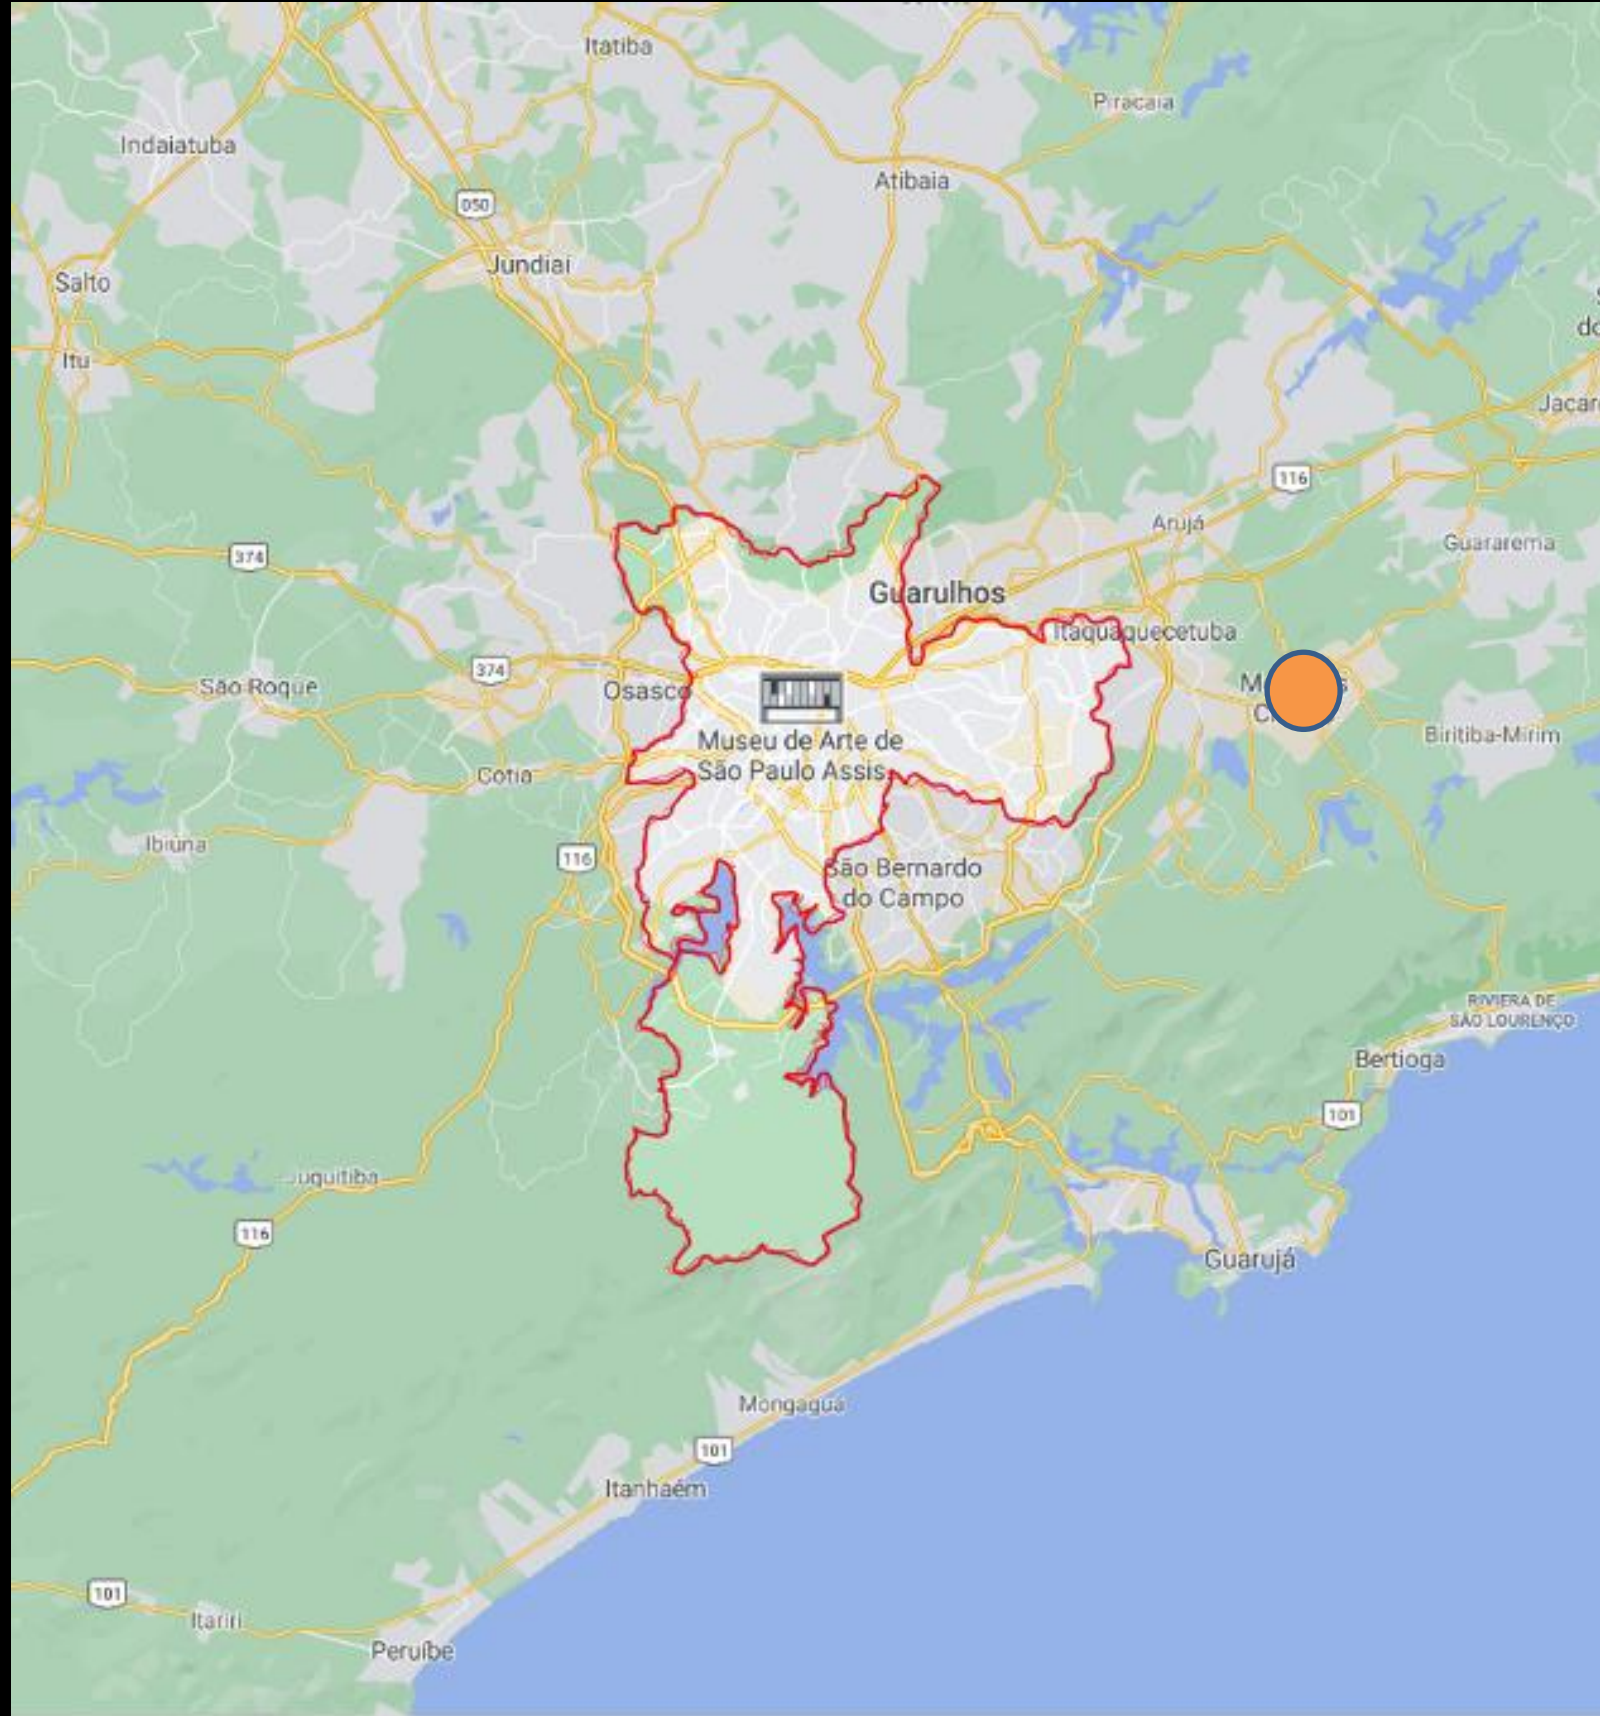 Itatiba
Piracaia
Indaiatuba
Atibaia
050
Jundiaí
Salto
Itu
116
Arujá
374
Guararema
Guarulhos
Itaquaquecetuba
374
São Roque
Osasco
Biritiba-Mirim
Museu de Arte de
São Paulo Assis
Cotia
Ibiúna
116
São Bernardo
do Campo
RIVIERA DE
SÃO LOURENÇO
Bertioga
101
Juquitiba
116
Guarujá
Mongaguá
101
Itanhaém
101
Itariri
Peruíbe